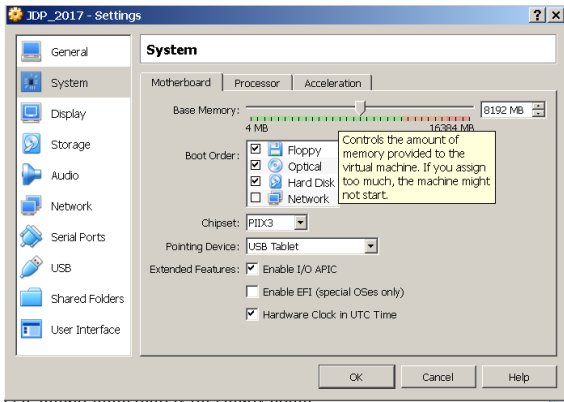 JDP_2017 - Settings
General
System
Display
Storage
Audio
Network
Serial Ports
USB
Shared Folders
User Interface
System
Motherboard Processor Acceleration
Base Memory: 8192 MB
4 MB 16384 MB
Controls the amount of
memory provided to the
virtual machine. If you assign
too much, the machine might
not start.
Boot Order: Floppy
Optical
Hard Disk
Network
Chipset: PIIX3
Pointing Device: USB Tablet
Extended Features: Enable I/O APIC
Enable EFI (special OSes only)
Hardware Clock in UTC Time
OK Cancel Help